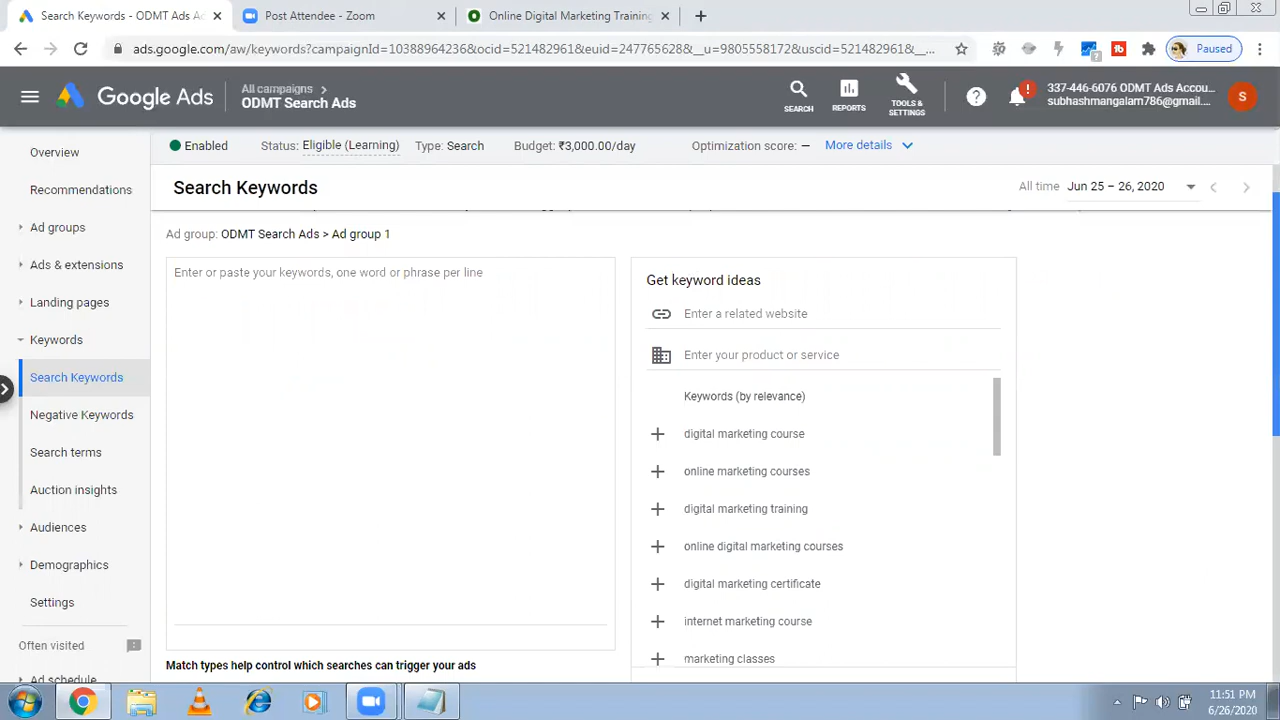 Search Keywords - ODMT Ads Ac
Post Attendee - Zoom
Online Digital Marketing Training
ads.google.com/aw/keywords?campaignId=10338964236&ocid=521482961&euid=247765628&__u=9805558172&uscid=521482961&__...
Paused
Google Ads
All campaigns
ODMT Search Ads
SEARCH
REPORTS
TOOLS &
SETTINGS
337-446-6076 ODMT Ads Accou...
subhashmangalam786@gmail....
S
Enabled
Status: Eligible (Learning)
Type: Search
Budget: ₹3,000.00/day
Optimization score: –
More details
Overview
Recommendations
Ad groups
Ads & extensions
Landing pages
Keywords
Search Keywords
Negative Keywords
Search terms
Auction insights
Audiences
Demographics
Settings
Often visited
Ad schedule
Search Keywords
All time
Jun 25 – 26, 2020
Ad group: ODMT Search Ads > Ad group 1
Enter or paste your keywords, one word or phrase per line
Get keyword ideas
Enter a related website
Enter your product or service
Keywords (by relevance)
digital marketing course
online marketing courses
digital marketing training
online digital marketing courses
digital marketing certificate
internet marketing course
marketing classes
Match types help control which searches can trigger your ads
11:51 PM
6/26/2020